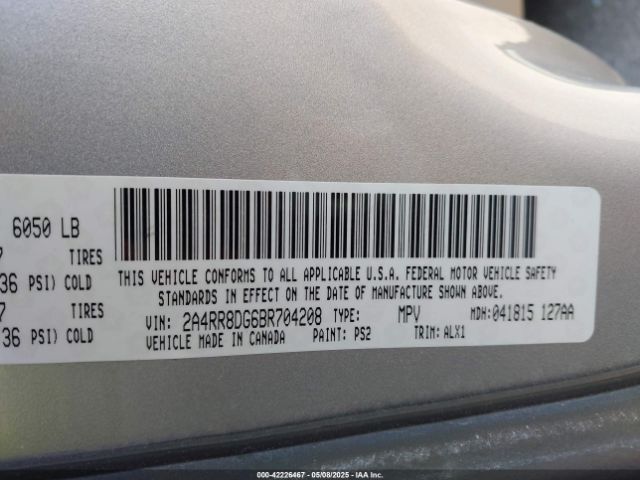 6050 LB
7 TIRES
36 PSI) COLD
7 TIRES
36 PSI) COLD
THIS VEHICLE CONFORMS TO ALL APPLICABLE U.S.A. FEDERAL MOTOR VEHICLE SAFETY
STANDARDS IN EFFECT ON THE DATE OF MANUFACTURE SHOWN ABOVE.
VIN: 2A4RR8DG6BR704208 TYPE: MPV MDH: 041815 127AA
VEHICLE MADE IN CANADA PAINT: PS2 TRIM: ALX1
000-42226467 - 05/08/2025 - IAA Inc.